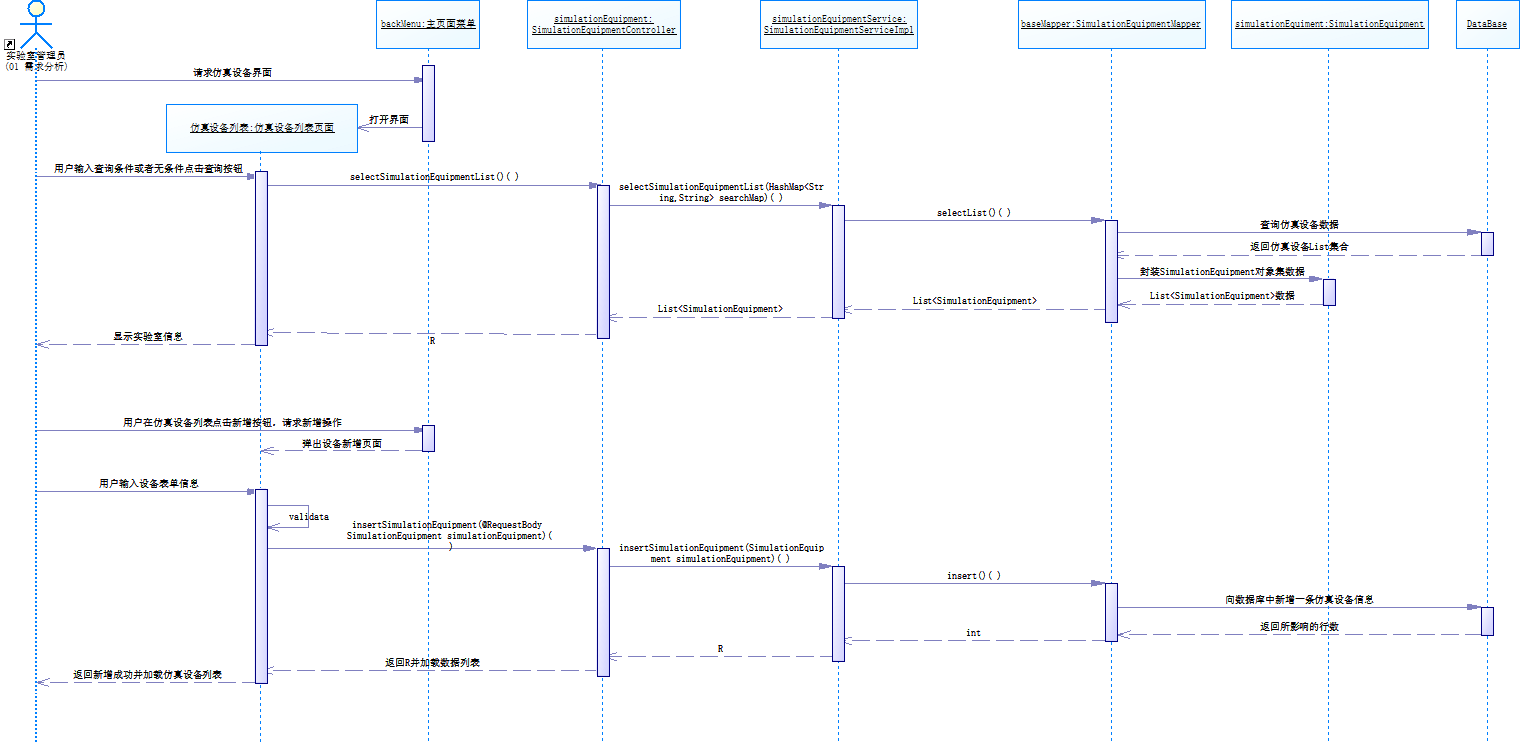 backMenu:主页面菜单
simulationEquipment:
SimulationEquipmentController
simulationEquipmentService:
SimulationEquipmentServiceImpl
baseMapper:SimulationEquipmentMapper
simulationEquiment:SimulationEquipment
DataBase
实验室管理员
(01 需求分析)
请求仿真设备界面
打开界面
仿真设备列表:仿真设备列表页面
用户输入查询条件或者无条件点击查询按钮
selectSimulationEquipmentList()( )
selectSimulationEquipmentList(HashMap<Str
ing,String> searchMap)( )
selectList()( )
查询仿真设备数据
返回仿真设备List集合
封装SimulationEquipment对象集数据
List<SimulationEquipment>数据
List<SimulationEquipment>
List<SimulationEquipment>
R
显示实验室信息
用户在仿真设备列表点击新增按钮，请求新增操作
弹出设备新增页面
用户输入设备表单信息
validata
insertSimulationEquipment(@RequestBody
SimulationEquipment simulationEquipment)(
)
insertSimulationEquipment(SimulationEquip
ment simulationEquipment)( )
insert()( )
向数据库中新增一条仿真设备信息
返回所影响的行数
int
R
返回R并加载数据列表
返回新增成功并加载仿真设备列表